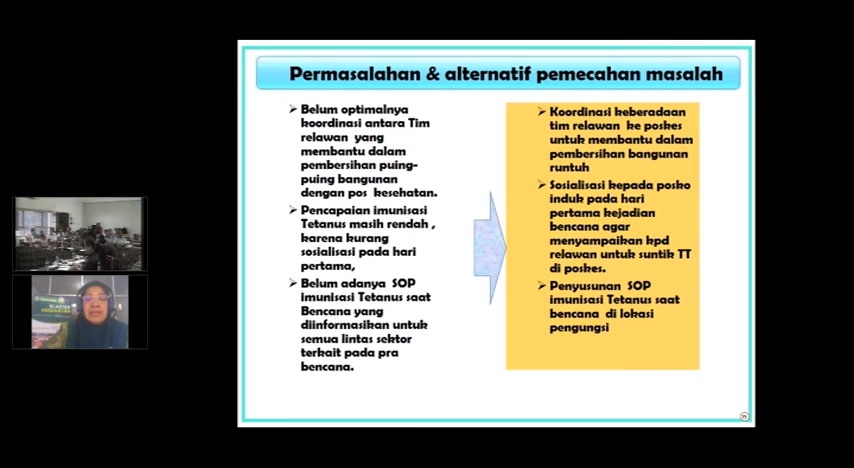 Permasalahan & alternatif pemecahan masalah
➢ Belum optimalnya
koordinasi antara Tim
relawan yang
membantu dalam
pembersihan puing-
puing bangunan
dengan pos kesehatan.
➢ Pencapaian imunisasi
Tetanus masih rendah ,
karena kurang
sosialisasi pada hari
pertama,
➢ Belum adanya SOP
imunisasi Tetanus saat
Bencana yang
diinformasikan untuk
semua lintas sektor
terkait pada pra
bencana.
➢ Koordinasi keberadaan
tim relawan ke poskes
untuk membantu dalam
pembersihan bangunan
runtuh
➢ Sosialisasi kepada posko
induk pada hari
pertama kejadian
bencana agar
menyampaikan kpd
relawan untuk suntik TT
di poskes.
➢ Penyusunan SOP
imunisasi Tetanus saat
bencana di lokasi
pengungsi
KLASTER
KESEHATAN